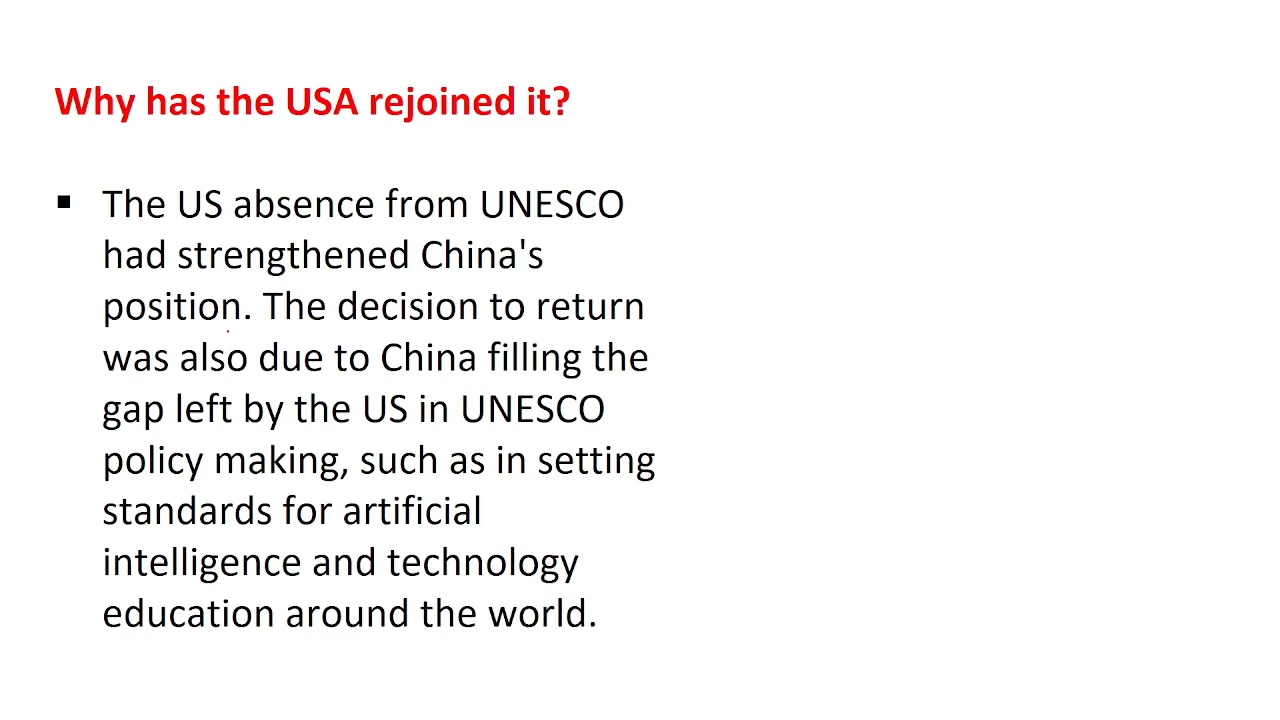 Why has the USA rejoined it?
▪ The US absence from UNESCO
had strengthened China's
position. The decision to return
was also due to China filling the
gap left by the US in UNESCO
policy making, such as in setting
standards for artificial
intelligence and technology
education around the world.